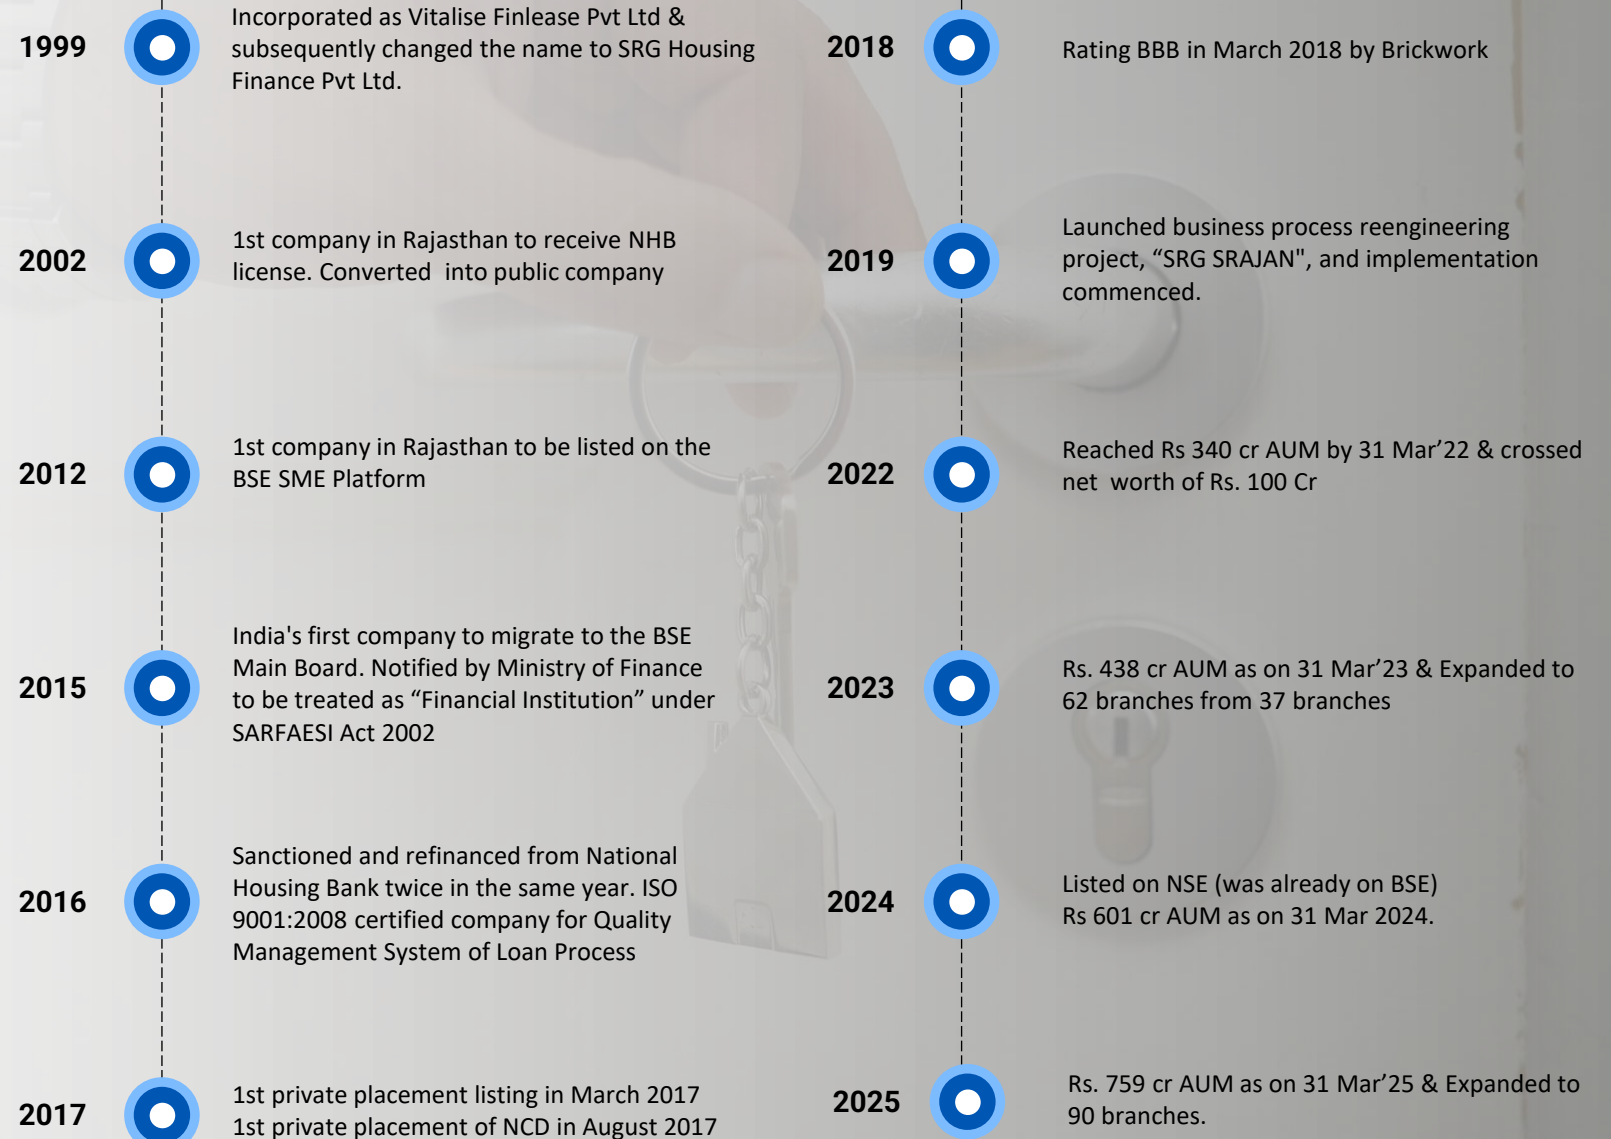 1999
Incorporated as Vitalise Finlease Pvt Ltd &
subsequently changed the name to SRG Housing
Finance Pvt Ltd.
2002
1st company in Rajasthan to receive NHB
license. Converted  into public company
2012
1st company in Rajasthan to be listed on the
BSE SME Platform
2015
India's first company to migrate to the BSE
Main Board. Notified by Ministry of Finance
to be treated as “Financial Institution” under
SARFAESI Act 2002
2016
Sanctioned and refinanced from National
Housing Bank twice in the same year. ISO
9001:2008 certified company for Quality
Management System of Loan Process
2017
1st private placement listing in March 2017
1st private placement of NCD in August 2017
2018
Rating BBB in March 2018 by Brickwork
2019
Launched business process reengineering
project, “SRG SRAJAN", and implementation
commenced.
2022
Reached Rs 340 cr AUM by 31 Mar’22 & crossed
net  worth of Rs. 100 Cr
2023
Rs. 438 cr AUM as on 31 Mar’23 & Expanded to
62 branches from 37 branches
2024
Listed on NSE (was already on BSE)
Rs 601 cr AUM as on 31 Mar 2024.
2025
Rs. 759 cr AUM as on 31 Mar’25 & Expanded to
90 branches.